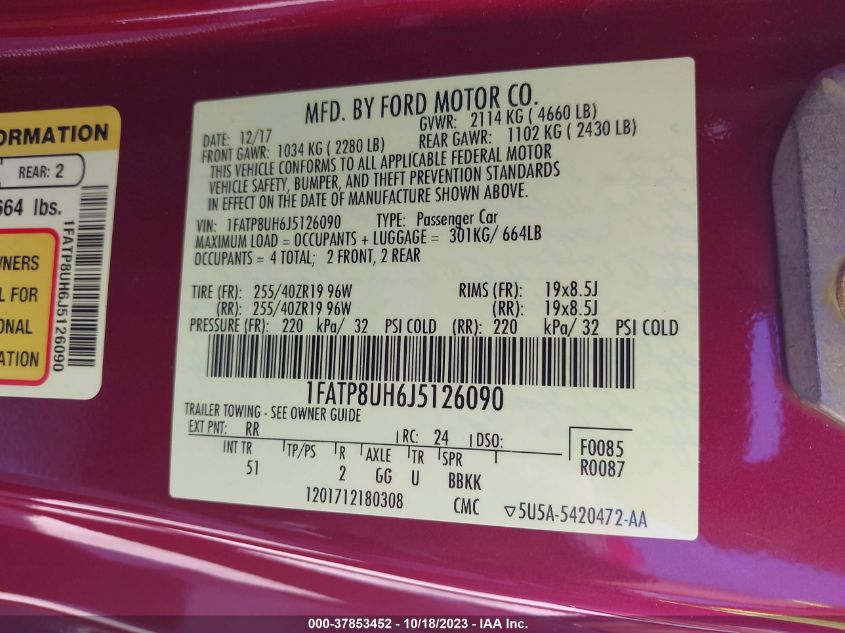 ORMATION
REAR: 2
664 lbs.
WNERS
L FOR
ONAL
ATION
1FATP8UH6J5126090
MFD. BY FORD MOTOR CO.
DATE: 12/17 GVWR: 2114 KG ( 4660 LB)
FRONT GAWR: 1034 KG ( 2280 LB) REAR GAWR: 1102 KG ( 2430 LB)
THIS VEHICLE CONFORMS TO ALL APPLICABLE FEDERAL MOTOR
VEHICLE SAFETY, BUMPER, AND THEFT PREVENTION STANDARDS
IN EFFECT ON THE DATE OF MANUFACTURE SHOWN ABOVE.
VIN: 1FATP8UH6J5126090 TYPE: Passenger Car
MAXIMUM LOAD = OCCUPANTS + LUGGAGE = 301KG/ 664LB
OCCUPANTS = 4 TOTAL; 2 FRONT, 2 REAR
TIRE (FR): 255/40ZR19 96W RIMS (FR): 19x8.5J
(RR): 255/40ZR19 96W (RR): 19x8.5J
PRESSURE (FR): 220 kPa/ 32 PSI COLD (RR): 220 kPa/ 32 PSI COLD
1FATP8UH6J5126090
TRAILER TOWING - SEE OWNER GUIDE
EXT PNT: RR RC: 24 DSO: F0085
INT TR TP/PS R AXLE TR SPR R0087
51 2 GG U BBKK
1201712180308 CMC ▽5U5A-5420472-AA
000-37853452 - 10/18/2023 - IAA Inc.